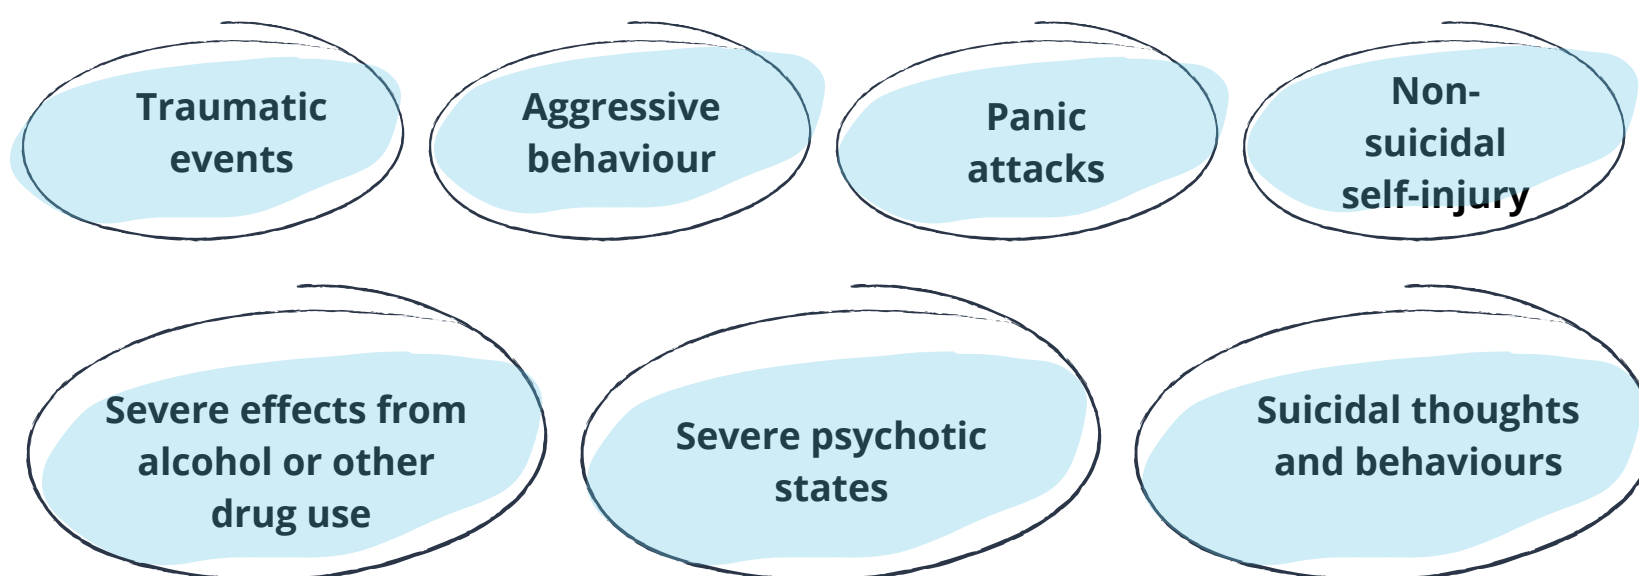 Traumatic
events
Aggressive
behaviour
Panic
attacks
Non-
suicidal
self-injury
Severe effects from
alcohol or other
drug use
Severe psychotic
states
Suicidal thoughts
and behaviours